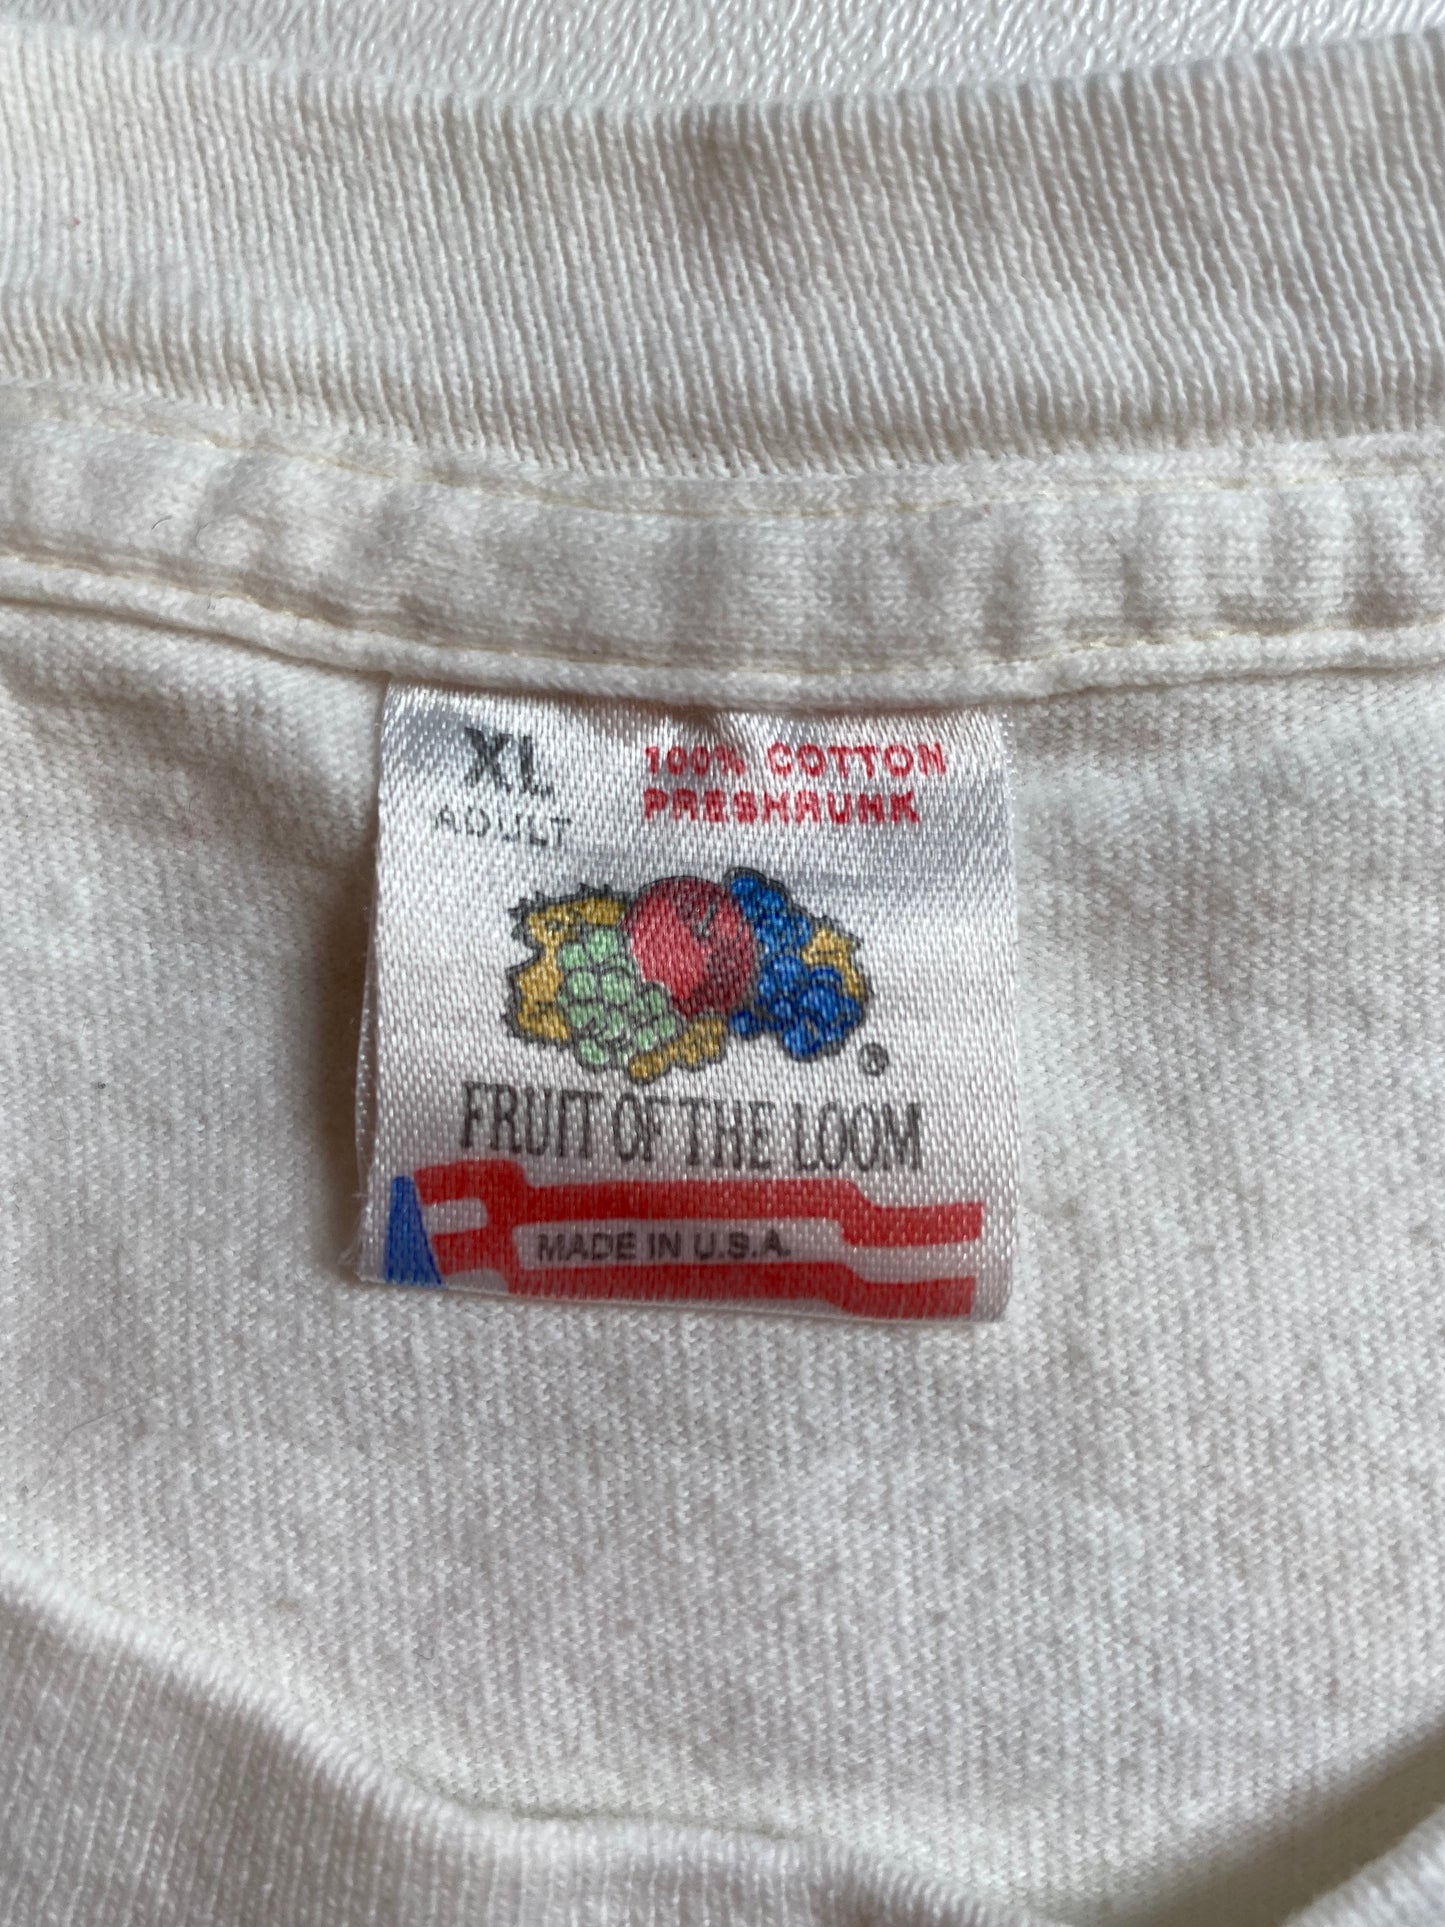 XL
ADULT
100% COTTON
PRESHRUNK
®
FRUIT OF THE LOOM
MADE IN U.S.A.